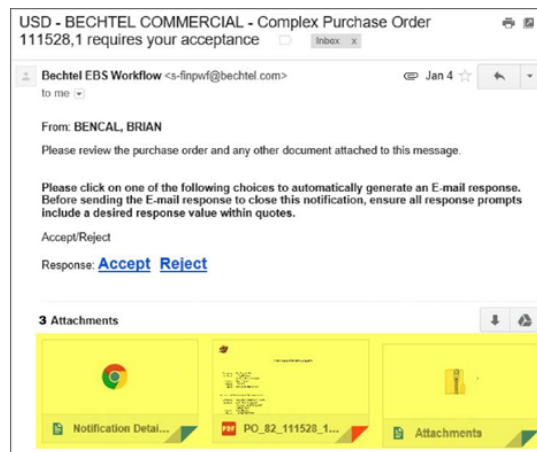 USD - BECHTEL COMMERCIAL - Complex Purchase Order
111528,1 requires your acceptance Inbox x
Bechtel EBS Workflow <s-finpwf@bechtel.com> Jan 4
to me
From: BENCAL, BRIAN
Please review the purchase order and any other document attached to this message.
Please click on one of the following choices to automatically generate an E-mail response.
Before sending the E-mail response to close this notification, ensure all response prompts
include a desired response value within quotes.
Accept/Reject
Response: Accept Reject
3 Attachments
Notification Detai... PDF PO_82_111528_1... Attachments